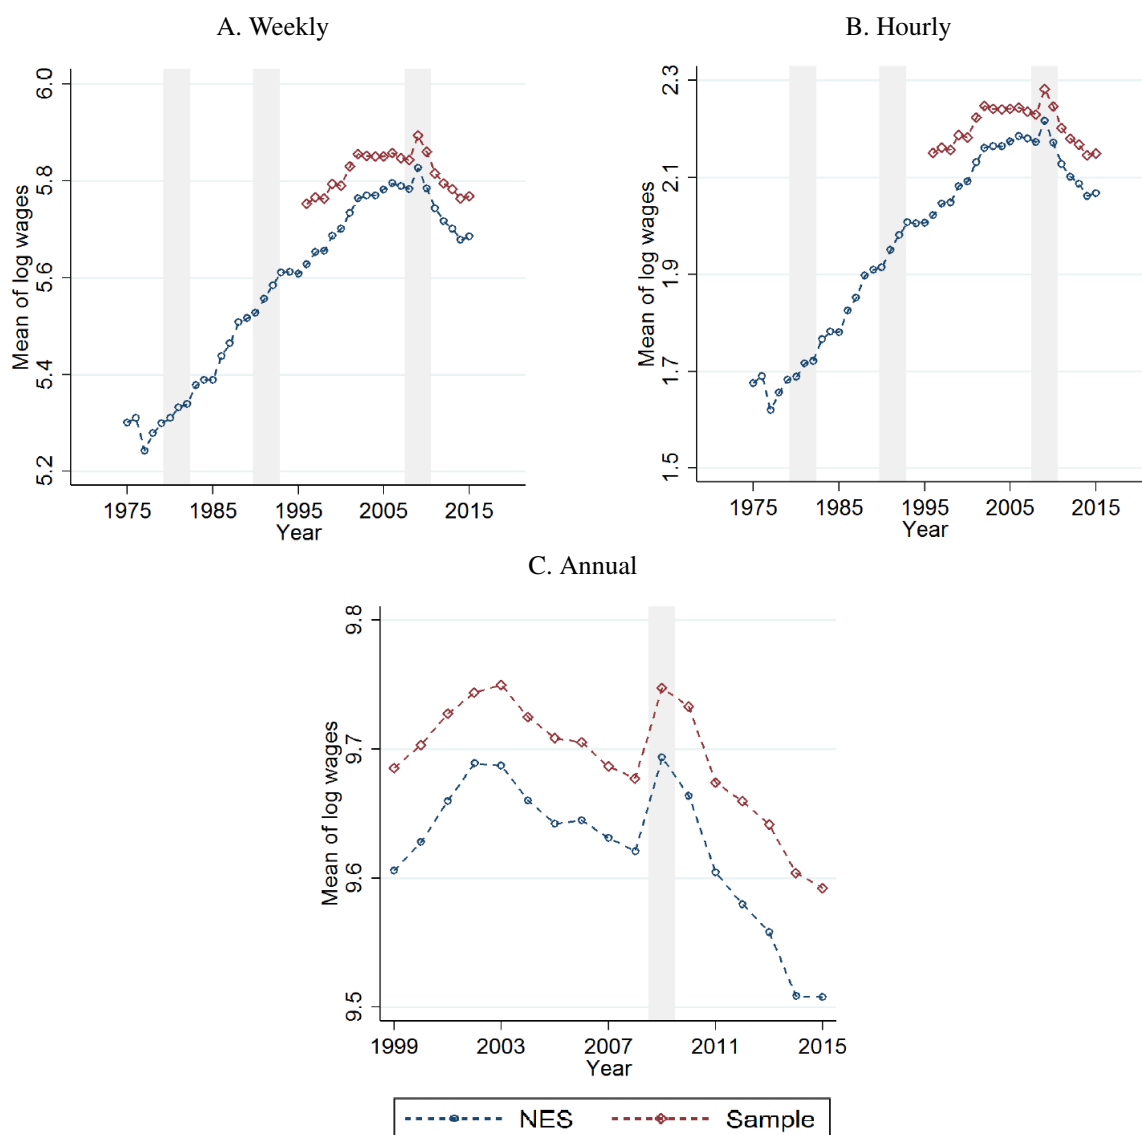 A. Weekly
Mean of log wages
6.0
5.8
5.6
5.4
5.2
1975 1985 1995 2005 2015
Year
B. Hourly
Mean of log wages
2.3
2.1
1.9
1.7
1.5
1975 1985 1995 2005 2015
Year
C. Annual
Mean of log wages
9.8
9.7
9.6
9.5
1999 2003 2007 2011 2015
Year
NES Sample